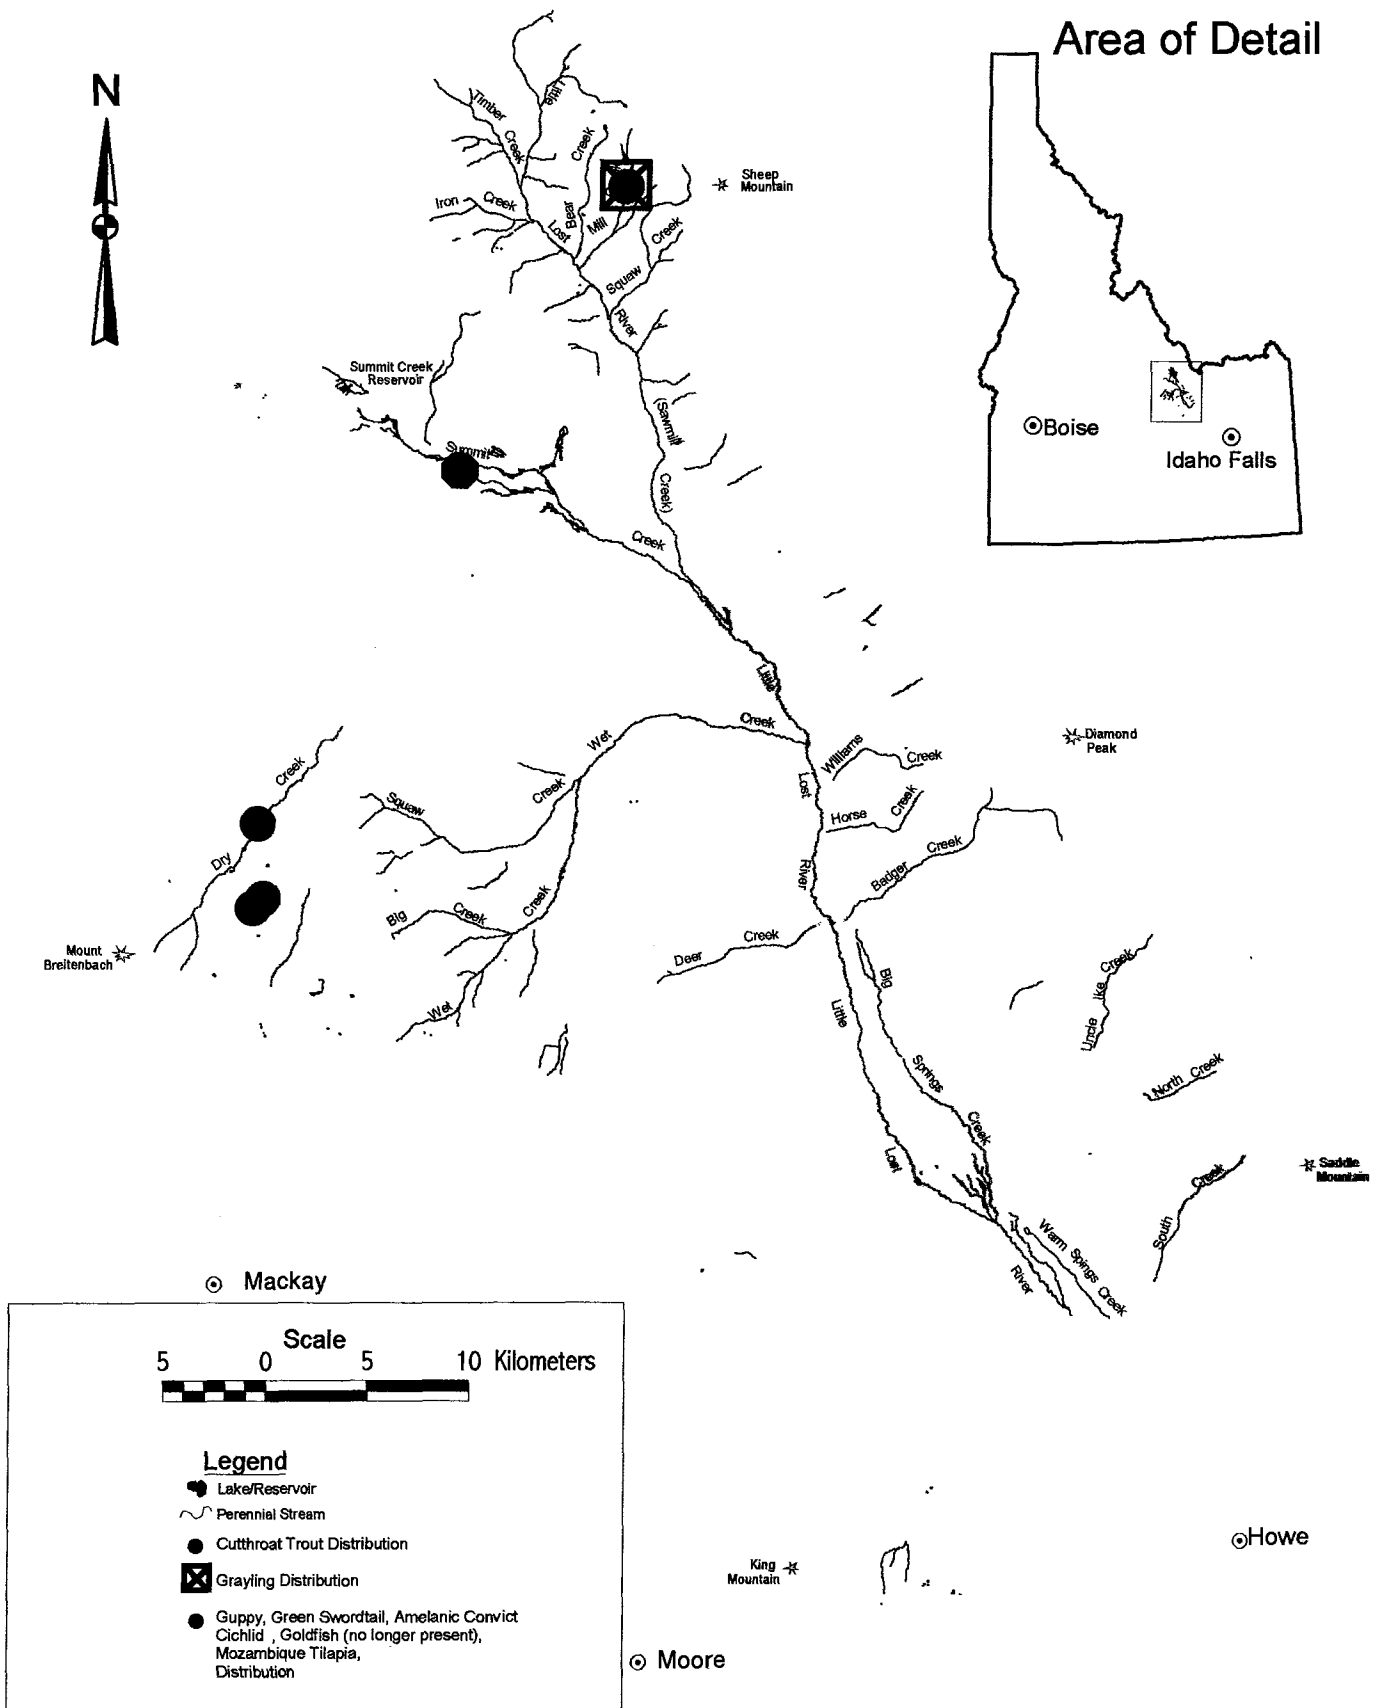 Area of Detail
N
Timber
Creek
Little
Creek
Sheep
Mountain
Iron
Creek
Bear
Lost
Mill
Creek
Squaw
River
Summit Creek
Reservoir
(Sawmill
Creek)
Boise
Idaho Falls
Summit
Creek
Little
Creek
Wet
Williams
Creek
Diamond
Peak
Creek
Lost
Creek
Squaw
Creek
Horse
Creek
Dry
River
Badger
Creek
Big
Creek
Creek
Mount
Breitenbach
Deer
Creek
Wet
Little
Big
Springs
Creek
Creek
Uncle Ike
North Creek
Lost
Creek
South
Saddle
Mountain
Warm Spings Creek
River
Mackay
Scale
5 0 5 10 Kilometers
Legend
Lake/Reservoir
Perennial Stream
Cutthroat Trout Distribution
Grayling Distribution
Guppy, Green Swordtail, Amelanic Convict
Cichlid , Goldfish (no longer present),
Mozambique Tilapia,
Distribution
King
Mountain
Howe
Moore